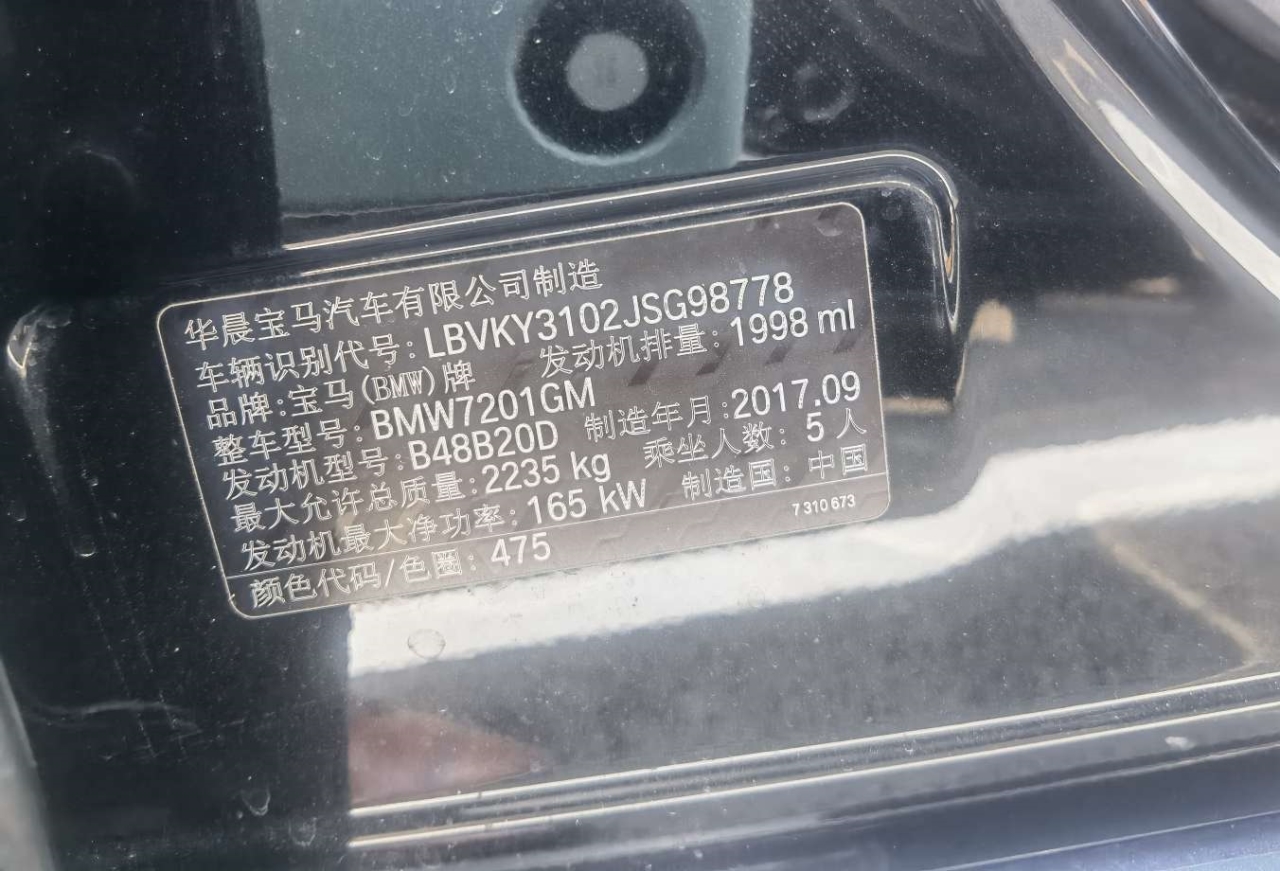 华晨宝马汽车有限公司制造
车辆识别代号: LBVKY3102JSG98778
品牌: 宝马(BMW)牌 发动机排量: 1998 ml
整车型号: BMW7201GM
发动机型号: B48B20D 制造年月: 2017.09
最大允许总质量: 2235 kg 乘坐人数: 5 人
发动机最大净功率: 165 kW 制造国: 中国
颜色代码/色圈: 475
7 310 673